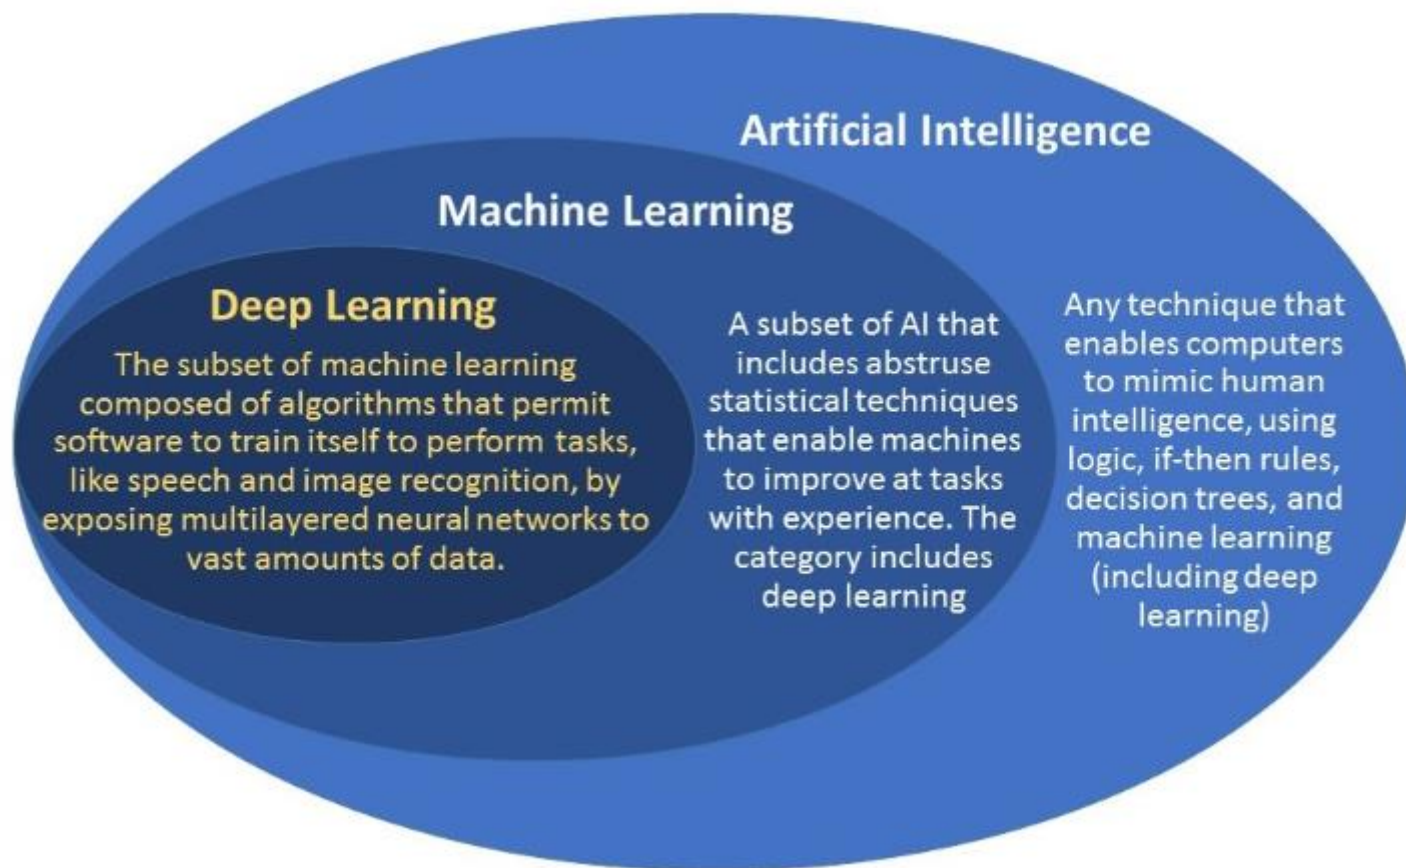 Artificial Intelligence
Machine Learning
Deep Learning
The subset of machine learning
composed of algorithms that permit
software to train itself to perform tasks,
like speech and image recognition, by
exposing multilayered neural networks to
vast amounts of data.
A subset of AI that
includes abstruse
statistical techniques
that enable machines
to improve at tasks
with experience. The
category includes
deep learning
Any technique that
enables computers
to mimic human
intelligence, using
logic, if-then rules,
decision trees, and
machine learning
(including deep
learning)